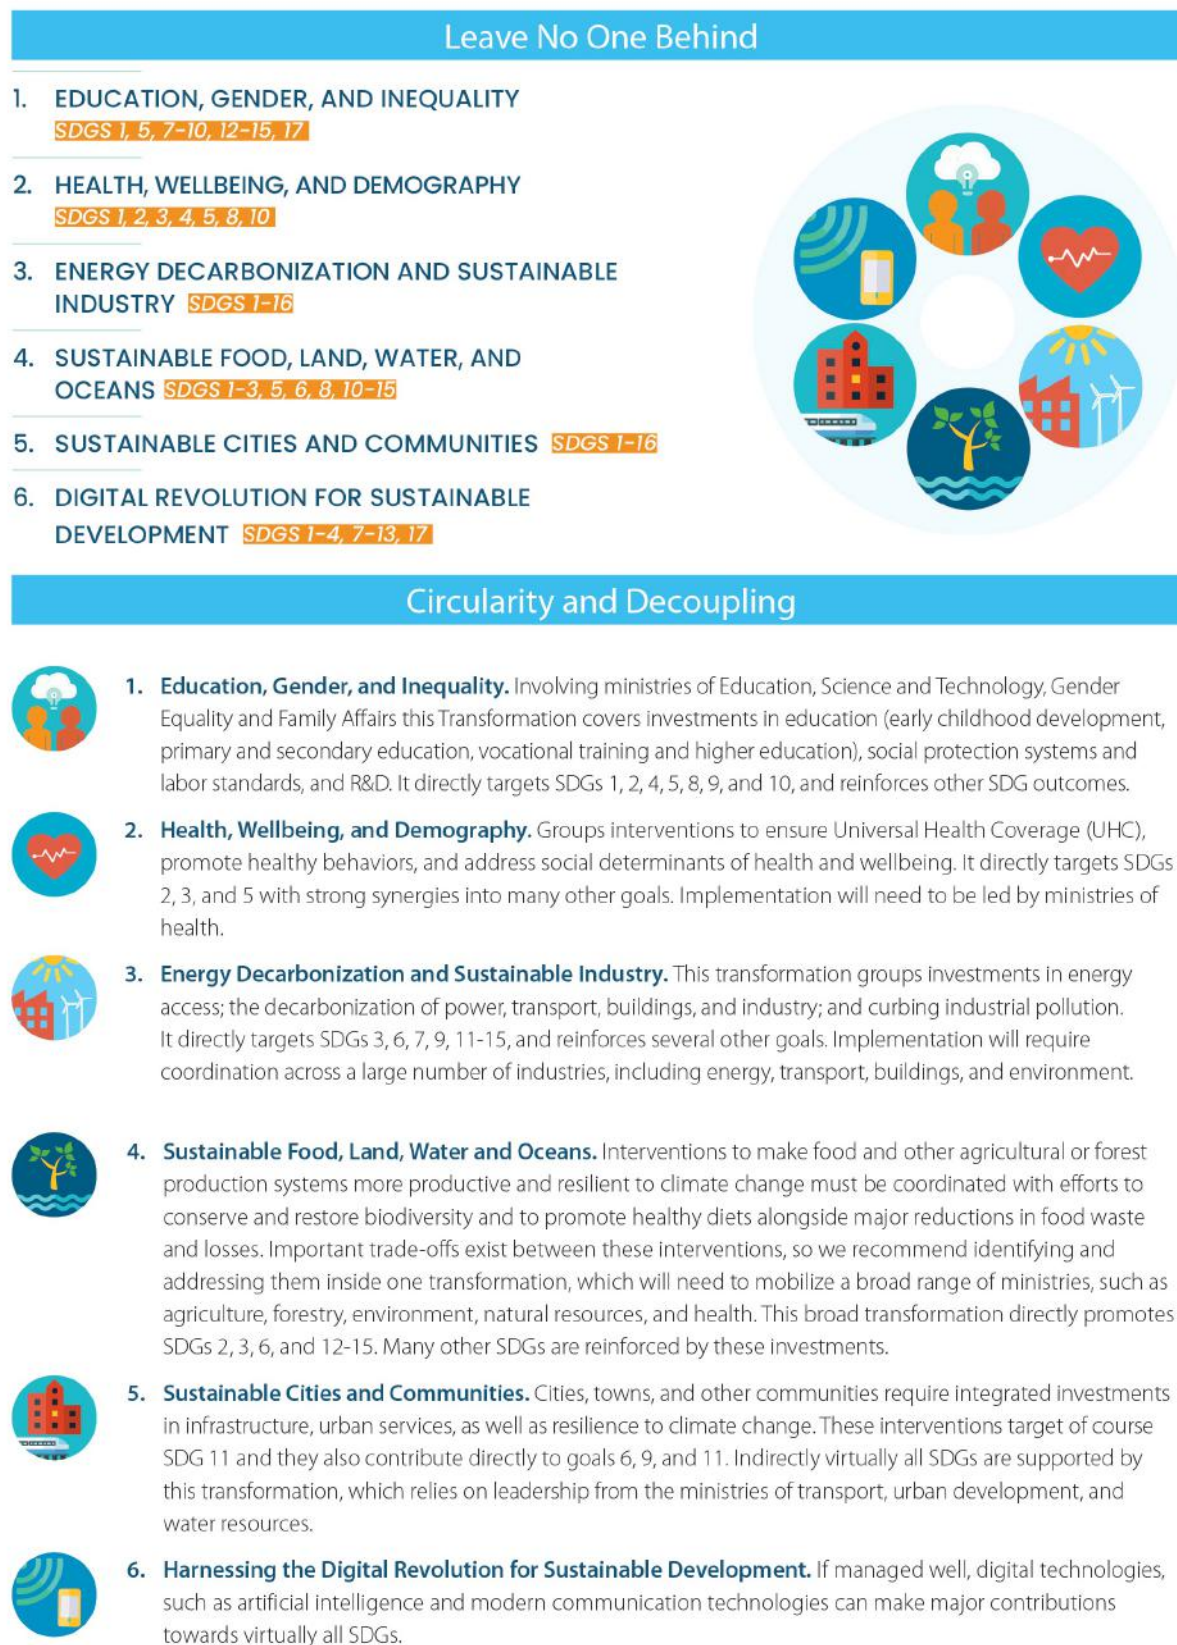 Leave No One Behind
1. EDUCATION, GENDER, AND INEQUALITY
SDGS 1, 5, 7-10, 12-15, 17
2. HEALTH, WELLBEING, AND DEMOGRAPHY
SDGS 1, 2, 3, 4, 5, 8, 10
3. ENERGY DECARBONIZATION AND SUSTAINABLE
INDUSTRY SDGS 1-16
4. SUSTAINABLE FOOD, LAND, WATER, AND
OCEANS SDGS 1-3, 5, 6, 8, 10-15
5. SUSTAINABLE CITIES AND COMMUNITIES SDGS 1-16
6. DIGITAL REVOLUTION FOR SUSTAINABLE
DEVELOPMENT SDGS 1-4, 7-13, 17
Circularity and Decoupling
1. Education, Gender, and Inequality. Involving ministries of Education, Science and Technology, Gender
Equality and Family Affairs this Transformation covers investments in education (early childhood development,
primary and secondary education, vocational training and higher education), social protection systems and
labor standards, and R&D. It directly targets SDGs 1, 2, 4, 5, 8, 9, and 10, and reinforces other SDG outcomes.
2. Health, Wellbeing, and Demography. Groups interventions to ensure Universal Health Coverage (UHC),
promote healthy behaviors, and address social determinants of health and wellbeing. It directly targets SDGs
2, 3, and 5 with strong synergies into many other goals. Implementation will need to be led by ministries of
health.
3. Energy Decarbonization and Sustainable Industry. This transformation groups investments in energy
access; the decarbonization of power, transport, buildings, and industry; and curbing industrial pollution.
It directly targets SDGs 3, 6, 7, 9, 11-15, and reinforces several other goals. Implementation will require
coordination across a large number of industries, including energy, transport, buildings, and environment.
4. Sustainable Food, Land, Water and Oceans. Interventions to make food and other agricultural or forest
production systems more productive and resilient to climate change must be coordinated with efforts to
conserve and restore biodiversity and to promote healthy diets alongside major reductions in food waste
and losses. Important trade-offs exist between these interventions, so we recommend identifying and
addressing them inside one transformation, which will need to mobilize a broad range of ministries, such as
agriculture, forestry, environment, natural resources, and health. This broad transformation directly promotes
SDGs 2, 3, 6, and 12-15. Many other SDGs are reinforced by these investments.
5. Sustainable Cities and Communities. Cities, towns, and other communities require integrated investments
in infrastructure, urban services, as well as resilience to climate change. These interventions target of course
SDG 11 and they also contribute directly to goals 6, 9, and 11. Indirectly virtually all SDGs are supported by
this transformation, which relies on leadership from the ministries of transport, urban development, and
water resources.
6. Harnessing the Digital Revolution for Sustainable Development. If managed well, digital technologies,
such as artificial intelligence and modern communication technologies can make major contributions
towards virtually all SDGs.